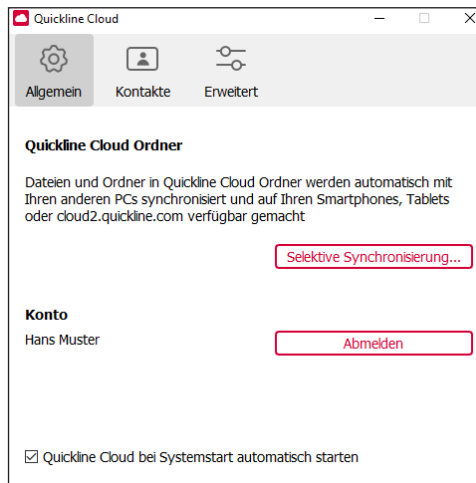 Quickline Cloud
Allgemein Kontakte Erweitert
Quickline Cloud Ordner
Dateien und Ordner in Quickline Cloud Ordner werden automatisch mit
Ihren anderen PCs synchronisiert und auf Ihren Smartphones, Tablets
oder cloud2.quickline.com verfügbar gemacht
Selektive Synchronisierung...
Konto
Hans Muster Abmelden
Quickline Cloud bei Systemstart automatisch starten